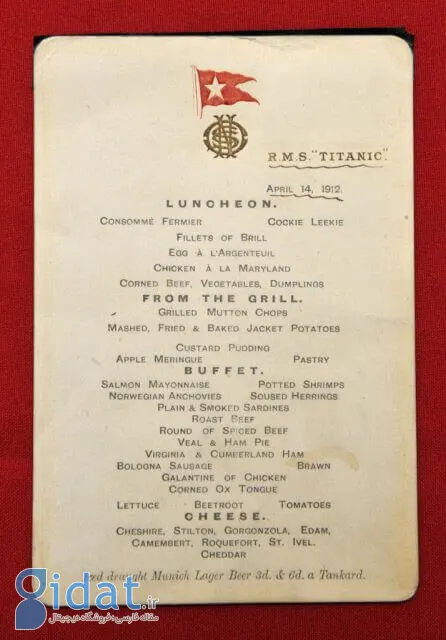 R.M.S. "TITANIC".
APRIL 14, 1912.
LUNCHEON.
CONSOMMÉ FERMIER COCKIE LEEKIE
FILLETS OF BRILL
EGG À L'ARGENTEUIL
CHICKEN À LA MARYLAND
CORNED BEEF, VEGETABLES, DUMPLINGS
FROM THE GRILL.
GRILLED MUTTON CHOPS
MASHED, FRIED & BAKED JACKET POTATOES
CUSTARD PUDDING
APPLE MERINGUE PASTRY
BUFFET.
SALMON MAYONNAISE POTTED SHRIMPS
NORWEGIAN ANCHOVIES SOUSED HERRINGS
PLAIN & SMOKED SARDINES
ROAST BEEF
ROUND OF SPICED BEEF
VEAL & HAM PIE
VIRGINIA & CUMBERLAND HAM
BOLOGNA SAUSAGE BRAWN
GALANTINE OF CHICKEN
CORNED OX TONGUE
LETTUCE BEETROOT TOMATOES
CHEESE.
CHESHIRE, STILTON, GORGONZOLA, EDAM,
CAMEMBERT, ROQUEFORT, ST. IVEL.
CHEDDAR
draught Munich Lager Beer 3d. & 6d. a Tankard.
gidat.ir
مقاله فارسی، فروشگاه دیجیتال